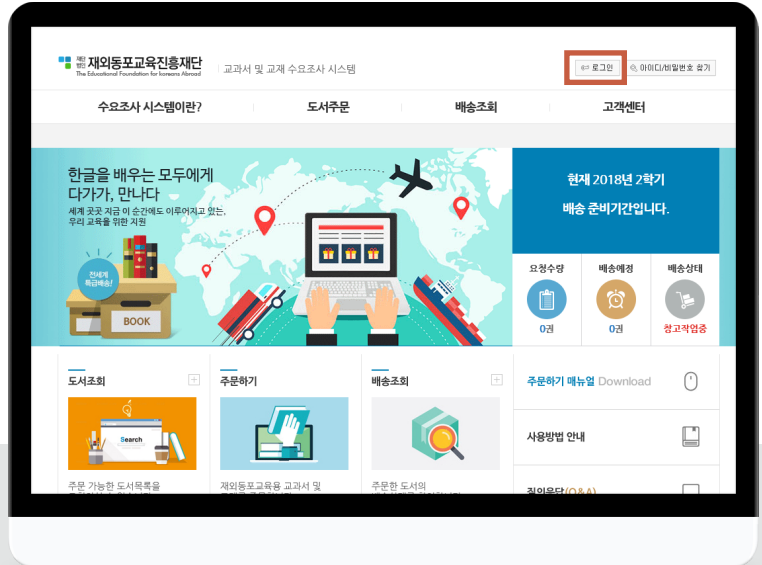 재단법인 재외동포교육진흥재단
The Educational Foundation for koreans Abroad
교과서 및 교재 수요조사 시스템
로그인
아이디/비밀번호 찾기
수요조사 시스템이란?
도서주문
배송조회
고객센터
한글을 배우는 모두에게
다가가, 만나다
세계 곳곳 지금 이 순간에도 이루어지고 있는,
우리 교육을 위한 지원
전세계
특급배송!
BOOK
현재 2018년 2학기
배송 준비기간입니다.
요청수량
배송예정
배송상태
0권
0권
창고작업중
도서조회
주문하기
배송조회
Search
주문 가능한 도서목록을
재외동포교육용 교과서 및
주문한 도서의
주문하기 매뉴얼 Download
사용방법 안내
질의응답(Q&A)